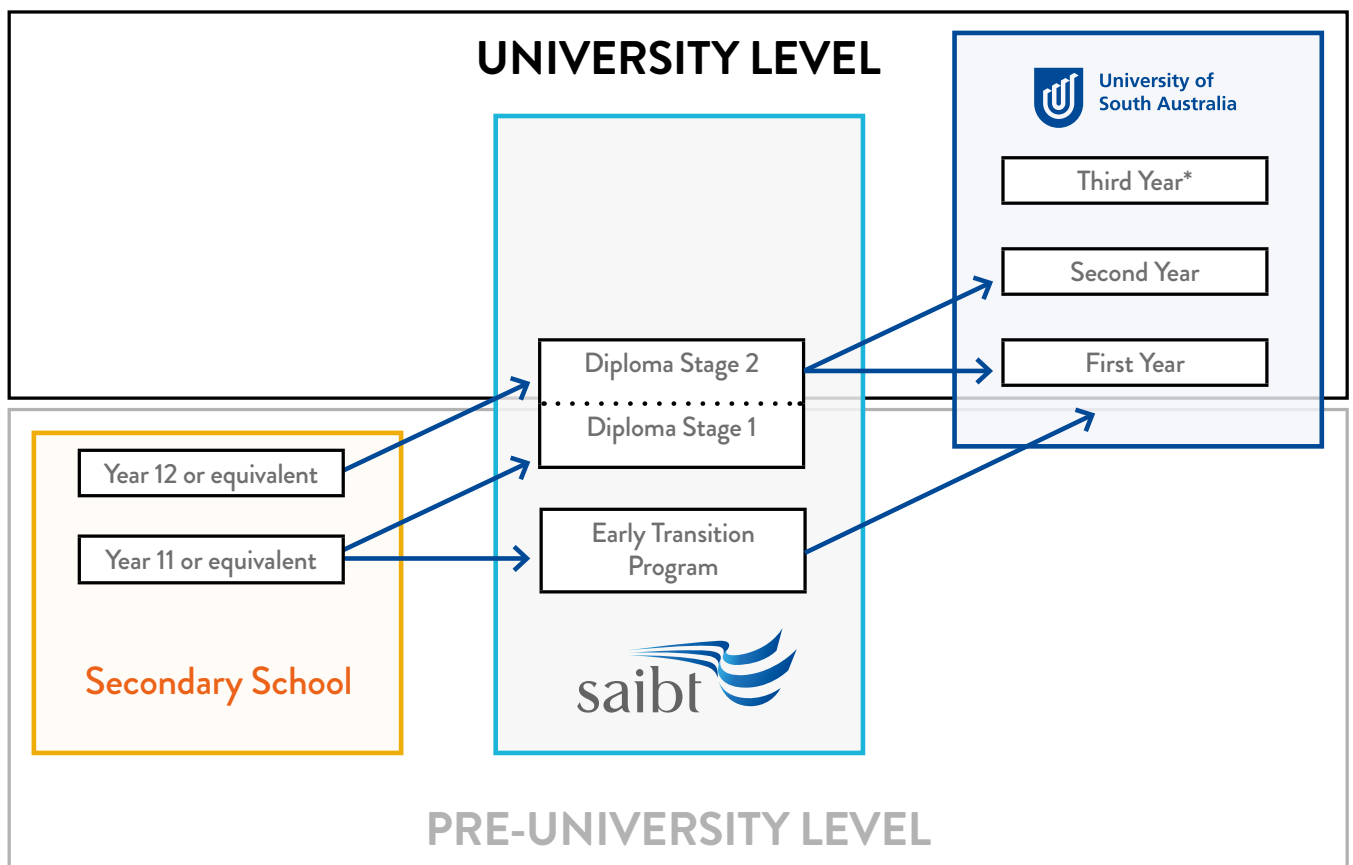 UNIVERSITY LEVEL
University of
South Australia
Third Year*
Second Year
First Year
Diploma Stage 2
Diploma Stage 1
Year 12 or equivalent
Year 11 or equivalent
Early Transition
Program
Secondary School
saibt
PRE-UNIVERSITY LEVEL